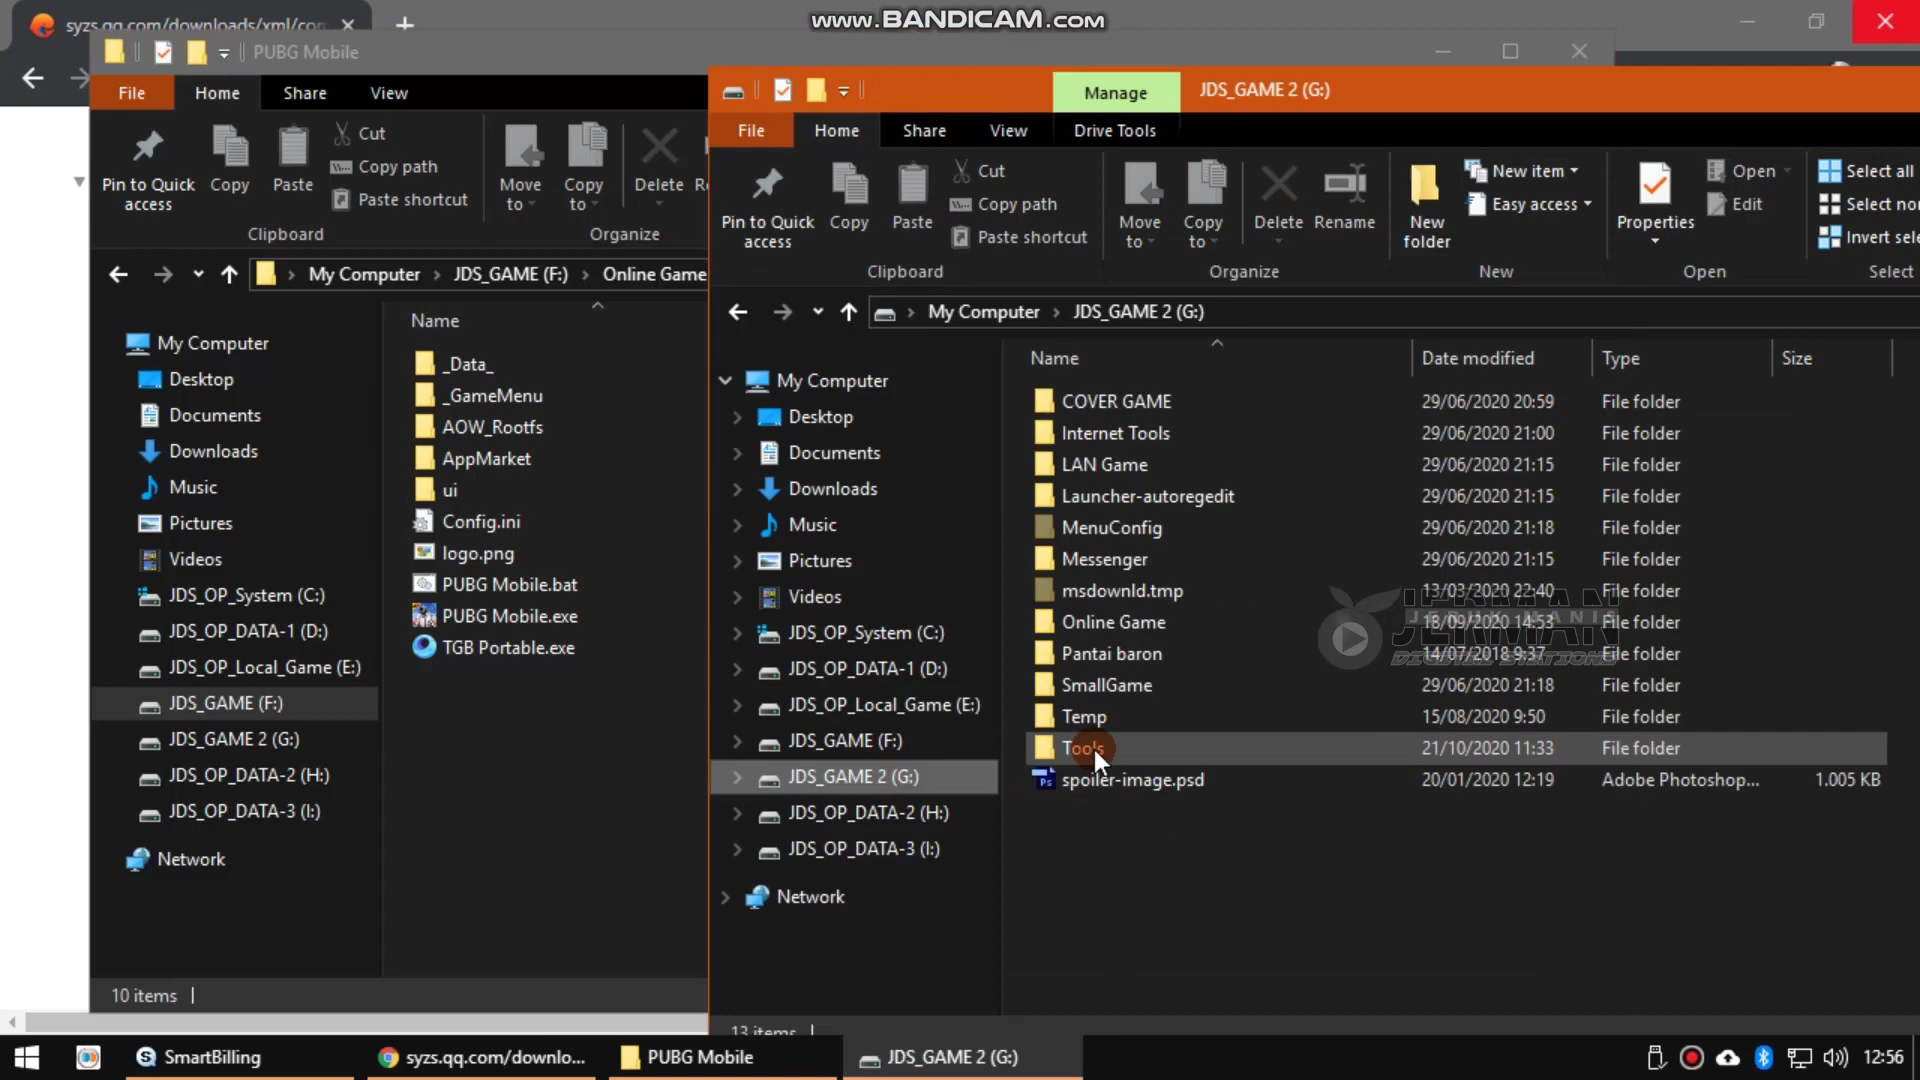 www.BANDICAM.com
syzs.qq.com/downloads/xml/con
PUBG Mobile
File
Home
Share
View
Pin to Quick access
Copy
Paste
Cut
Copy path
Paste shortcut
Move to
Copy to
Delete
Clipboard
Organize
My Computer
JDS_GAME (F:)
Online Game
My Computer
Desktop
Documents
Downloads
Music
Pictures
Videos
JDS_OP_System (C:)
JDS_OP_DATA-1 (D:)
JDS_OP_Local_Game (E:)
JDS_GAME (F:)
JDS_GAME 2 (G:)
JDS_OP_DATA-2 (H:)
JDS_OP_DATA-3 (I:)
Network
Name
_Data_
_GameMenu
AOW_Rootfs
AppMarket
ui
Config.ini
logo.png
PUBG Mobile.bat
PUBG Mobile.exe
TGB Portable.exe
10 items
Manage
JDS_GAME 2 (G:)
File
Home
Share
View
Drive Tools
Pin to Quick access
Copy
Paste
Cut
Copy path
Paste shortcut
Move to
Copy to
Delete
Rename
New folder
New item
Easy access
Properties
Open
Edit
Select all
Select no
Invert sele
Clipboard
Organize
New
Open
Select
My Computer
JDS_GAME 2 (G:)
My Computer
Desktop
Documents
Downloads
Music
Pictures
Videos
JDS_OP_System (C:)
JDS_OP_DATA-1 (D:)
JDS_OP_Local_Game (E:)
JDS_GAME (F:)
JDS_GAME 2 (G:)
JDS_OP_DATA-2 (H:)
JDS_OP_DATA-3 (I:)
Network
Name Date modified Type Size
COVER GAME 29/06/2020 20:59 File folder
Internet Tools 29/06/2020 21:00 File folder
LAN Game 29/06/2020 21:15 File folder
Launcher-autoregedit 29/06/2020 21:15 File folder
MenuConfig 29/06/2020 21:18 File folder
Messenger 29/06/2020 21:15 File folder
msdownld.tmp 13/03/2020 22:40 File folder
Online Game 18/09/2020 14:53 File folder
Pantai baron 14/07/2018 9:37 File folder
SmallGame 29/06/2020 21:18 File folder
Temp 15/08/2020 9:50 File folder
Tools 21/10/2020 11:33 File folder
spoiler-image.psd 20/01/2020 12:19 Adobe Photoshop... 1.005 KB
JERMAN
JERUK MANIS
DIGITAL STATIONS
13 items
SmartBilling
syzs.qq.com/downlo...
PUBG Mobile
JDS_GAME 2 (G:)
12:56